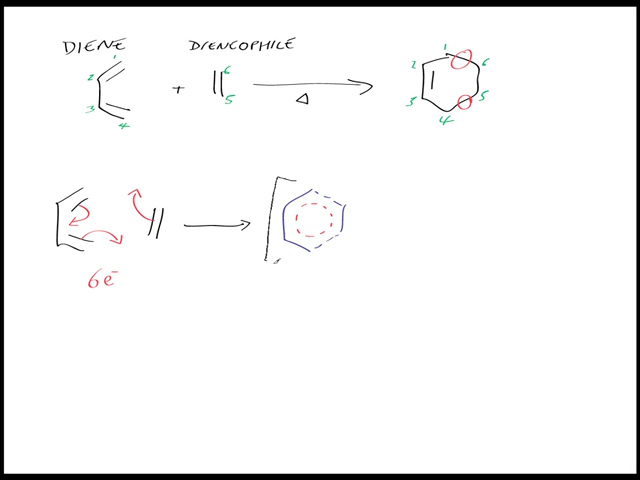 DIENE DIENOPHILE
1 6 1
2 + 2 6
3 5 Δ 3 5
4 4
6e⁻